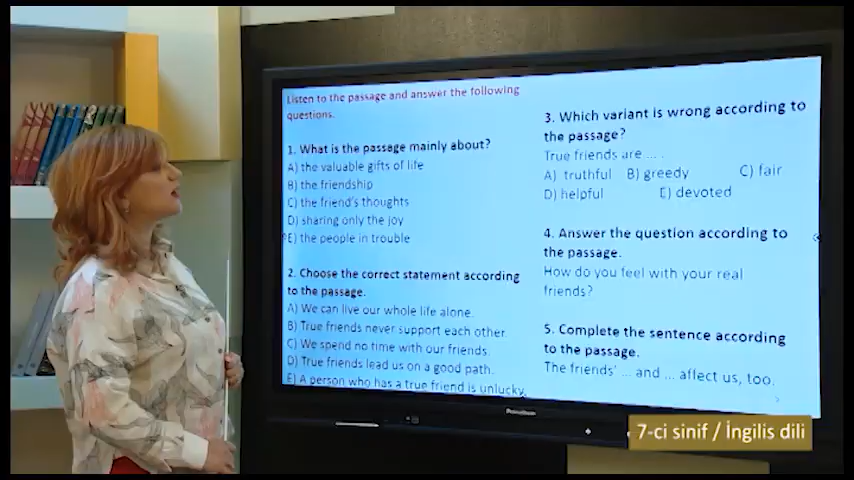 Listen to the passage and answer the following
questions.
1. What is the passage mainly about?
A) the valuable gifts of life
B) the friendship
C) the friend's thoughts
D) sharing only the joy
E) the people in trouble
2. Choose the correct statement according
to the passage.
A) We can live our whole life alone.
B) True friends never support each other.
C) We spend no time with our friends.
D) True friends lead us on a good path.
E) A person who has a true friend is unlucky.
3. Which variant is wrong according to
the passage?
True friends are ... .
A) truthful B) greedy C) fair
D) helpful E) devoted
4. Answer the question according to
the passage.
How do you feel with your real
friends?
5. Complete the sentence according
to the passage.
The friends' ... and ... affect us, too.
7-ci sinif / İngilis dili